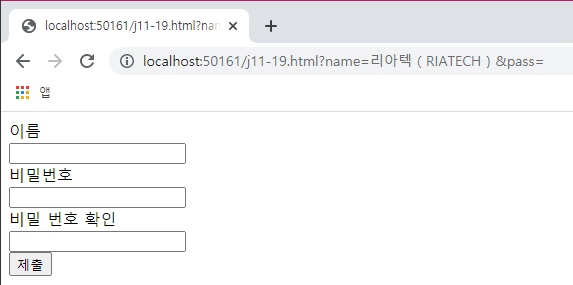 localhost:50161/j11-19.html?nam
localhost:50161/j11-19.html?name=리아텍 ( RIATECH ) &pass=
앱
이름
비밀번호
비밀 번호 확인
제출